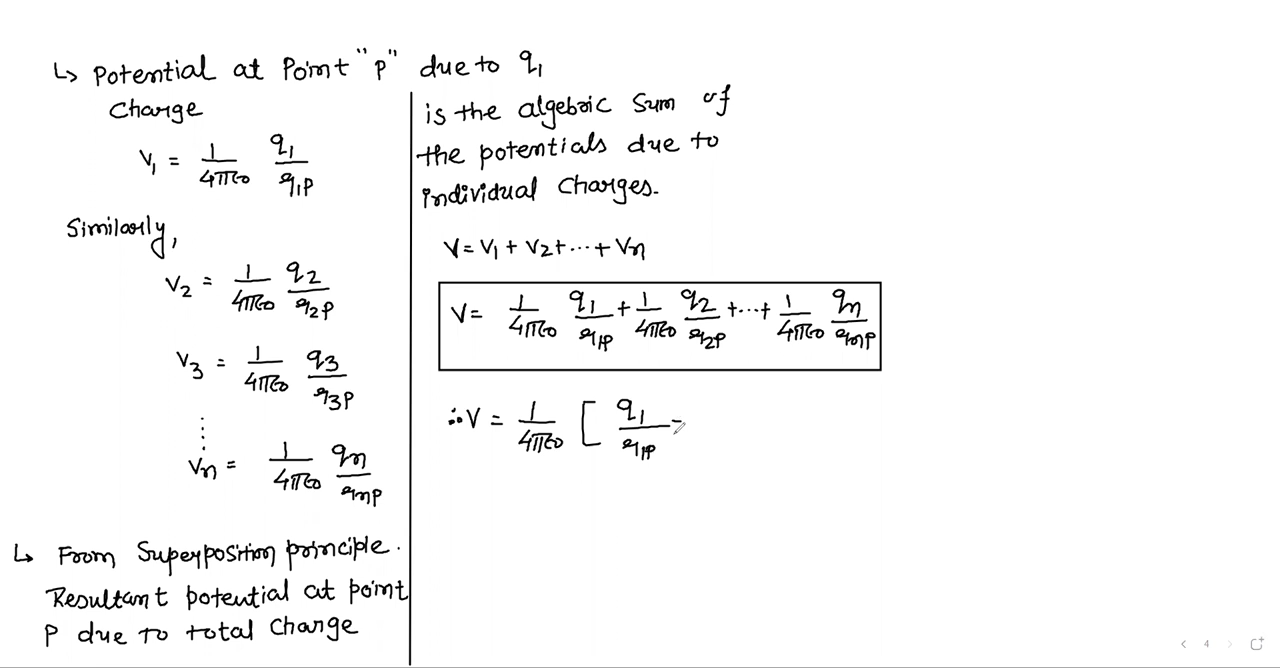 ↳ Potential at Point "P" due to q₁
Charge
V₁ = 1/4πε₀ q₁/r₁P
Similarly,
V₂ = 1/4πε₀ q₂/r₂P
V₃ = 1/4πε₀ q₃/r₃P
⋮
Vn = 1/4πε₀ qn/rnP
↳ From Superposition principle.
Resultant potential at point
P due to total Charge
is the algebraic sum of
the potentials due to
individual Charges.
V = V₁ + V₂ + ... + Vn
V = 1/4πε₀ q₁/r₁P + 1/4πε₀ q₂/r₂P + ... + 1/4πε₀ qn/rnP
∴ V = 1/4πε₀ [ q₁/r₁P -
4